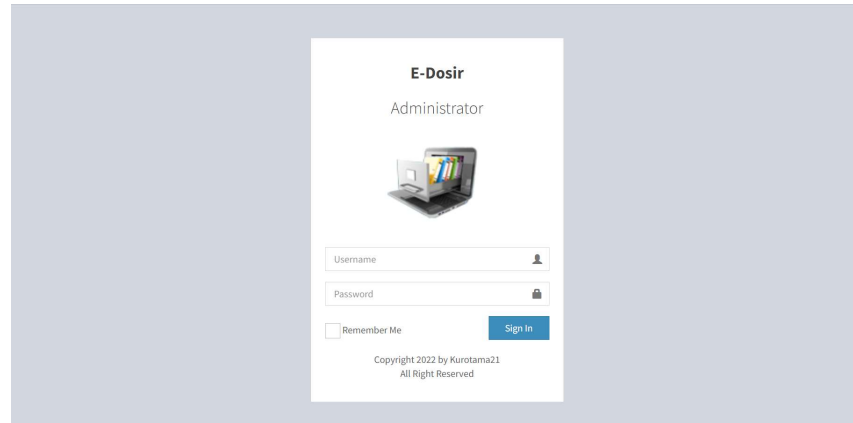 E-Dosir
Administrator
Username
Password
Remember Me
Sign In
Copyright 2022 by Kurotama21
All Right Reserved